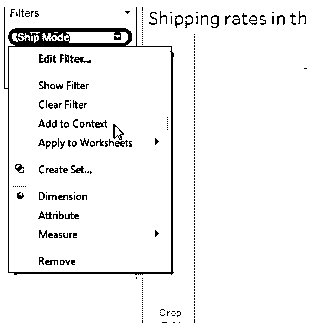 Filters
Shipping rates in th
Ship Mode
Edit Filter...
Show Filter
Clear Filter
Add to Context
Apply to Worksheets
Create Set...
Dimension
Attribute
Measure
Remove
Crop